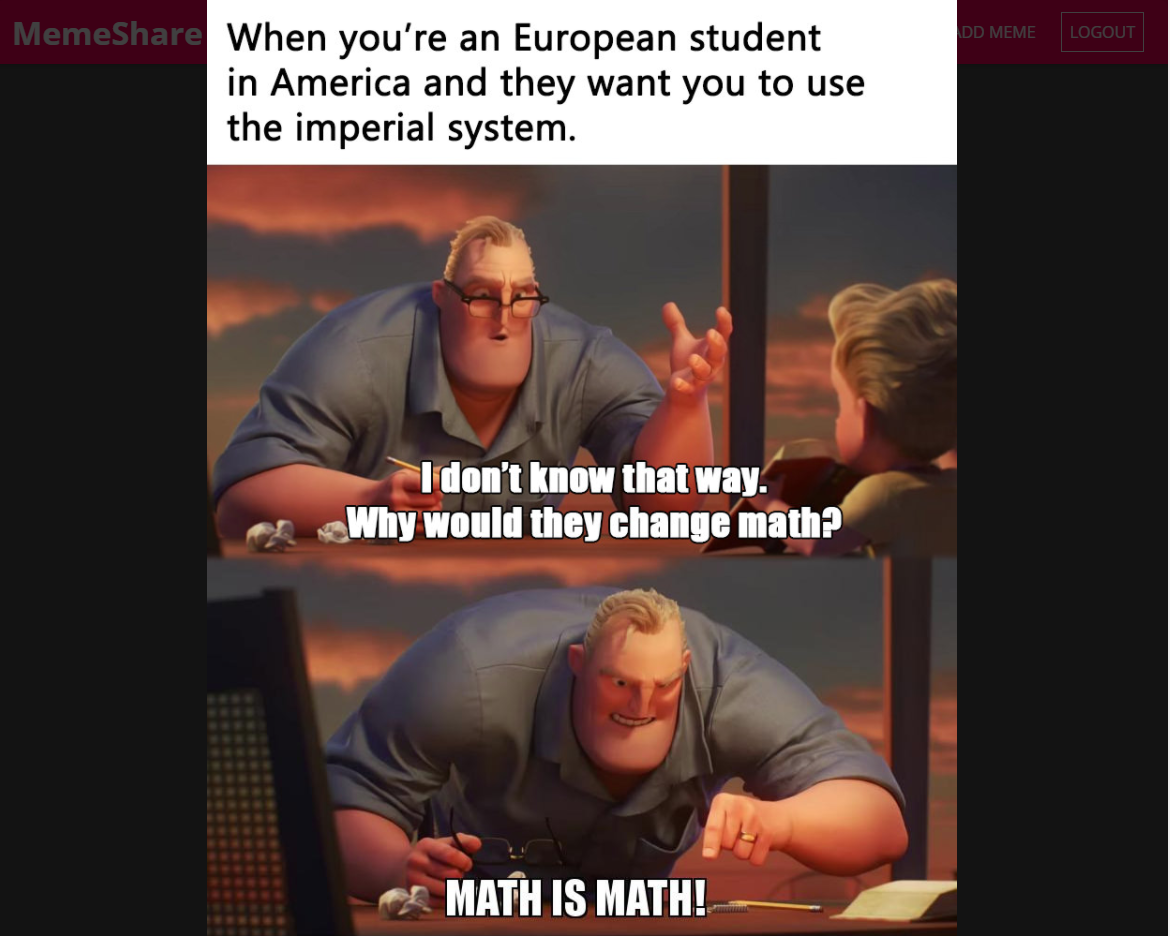 MemeShare
ADD MEME
LOGOUT
When you’re an European student
in America and they want you to use
the imperial system.
I don’t know that way.
Why would they change math?
MATH IS MATH!